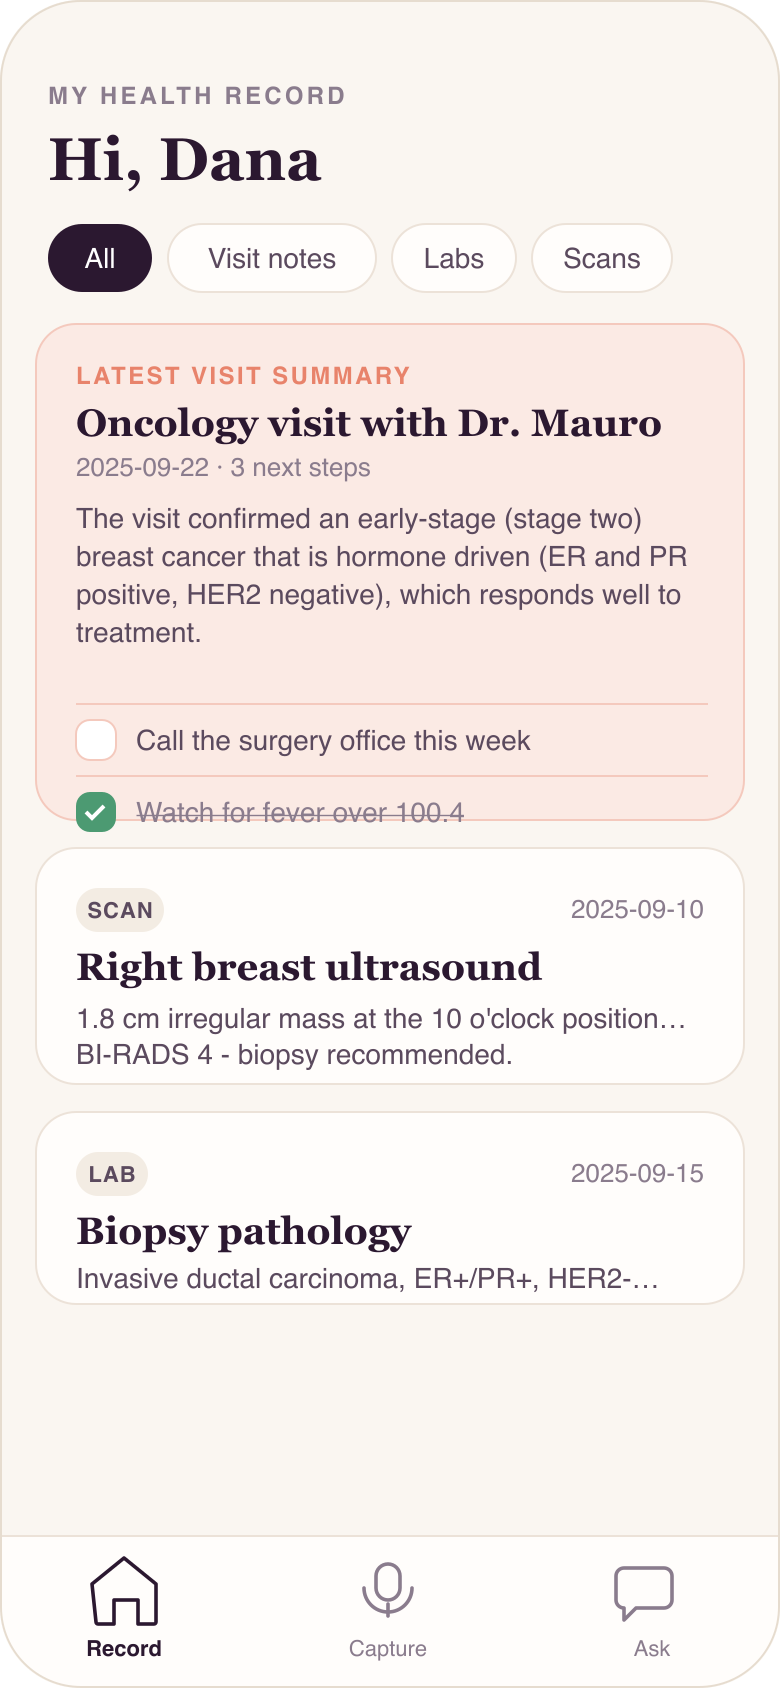 MY HEALTH RECORD
Hi, Dana
All Visit notes Labs Scans
LATEST VISIT SUMMARY
Oncology visit with Dr. Mauro
2025-09-22 · 3 next steps
The visit confirmed an early-stage (stage two)
breast cancer that is hormone driven (ER and PR
positive, HER2 negative), which responds well to
treatment.
Call the surgery office this week
Watch for fever over 100.4
SCAN 2025-09-10
Right breast ultrasound
1.8 cm irregular mass at the 10 o'clock position…
BI-RADS 4 - biopsy recommended.
LAB 2025-09-15
Biopsy pathology
Invasive ductal carcinoma, ER+/PR+, HER2-…
Record Capture Ask